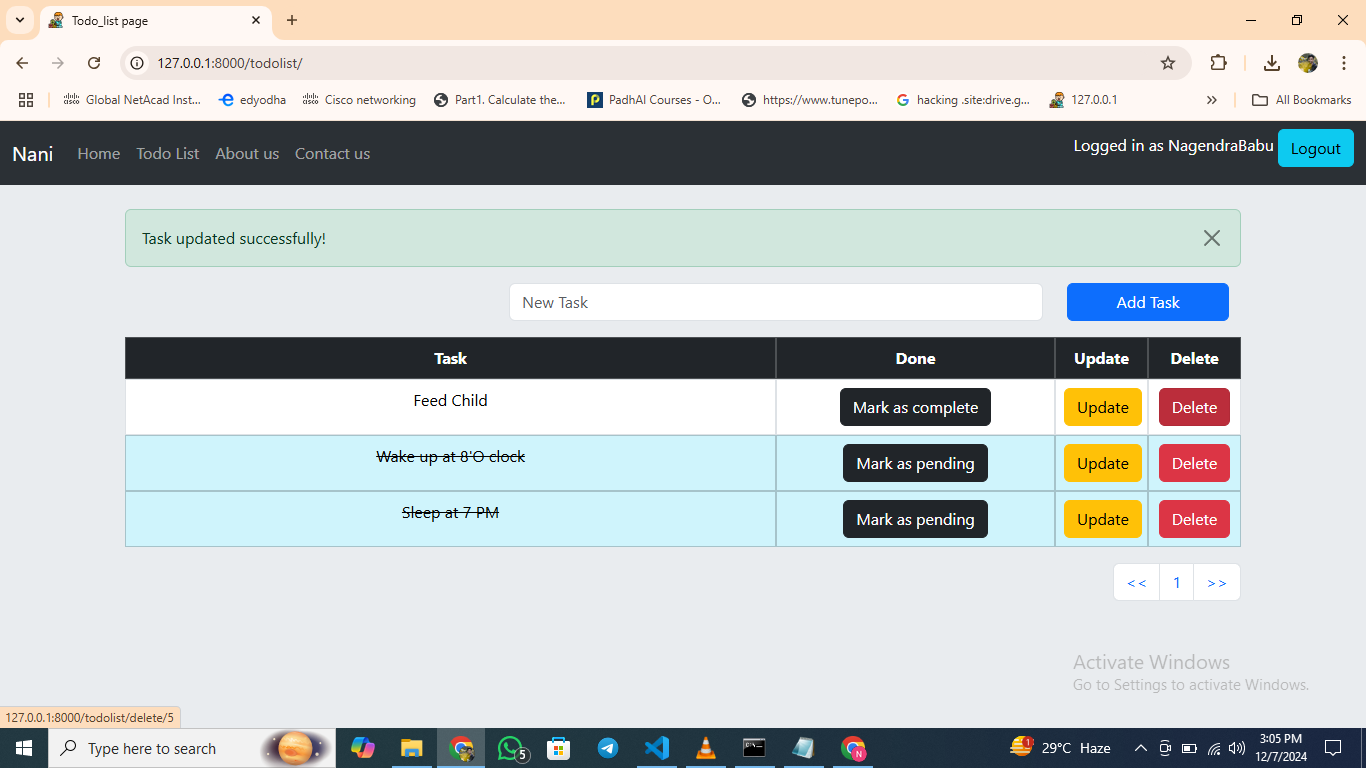 Todo_list page
127.0.0.1:8000/todolist/
Global NetAcad Inst... edyodha Cisco networking Part1. Calculate the... PadhAI Courses - O... https://www.tunepo... hacking .site:drive.g... 127.0.0.1 » All Bookmarks
Nani Home Todo List About us Contact us Logged in as NagendraBabu Logout
Task updated successfully!
New Task Add Task
Task Done Update Delete
Feed Child Mark as complete Update Delete
Wake up at 8'O clock Mark as pending Update Delete
Sleep at 7 PM Mark as pending Update Delete
<< 1 >>
Activate Windows
Go to Settings to activate Windows.
127.0.0.1:8000/todolist/delete/5
Type here to search 5 1 29°C Haze 3:05 PM
12/7/2024